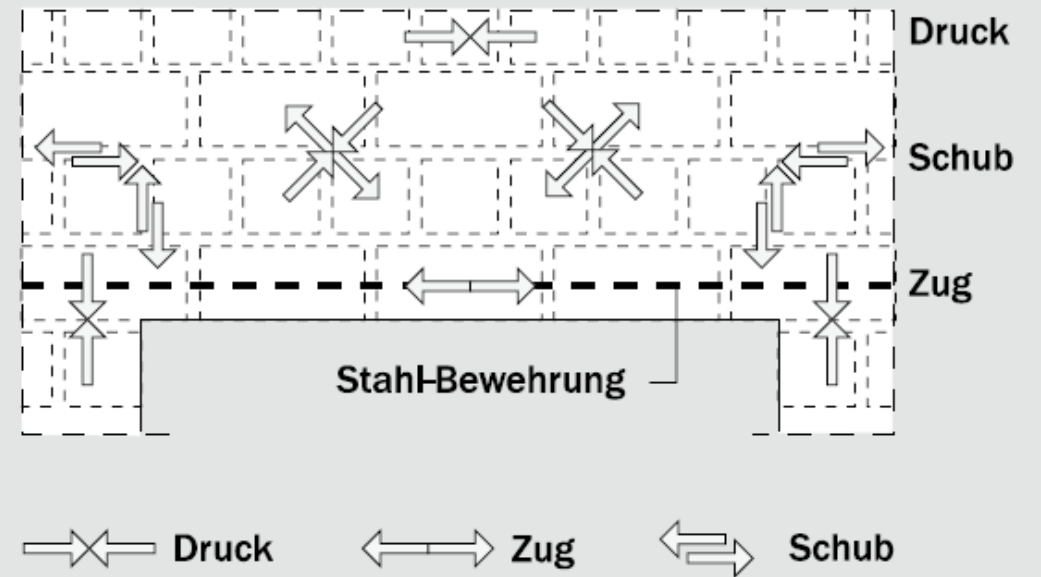 Druck
Schub
Zug
Stahl-Bewehrung
Druck Zug Schub